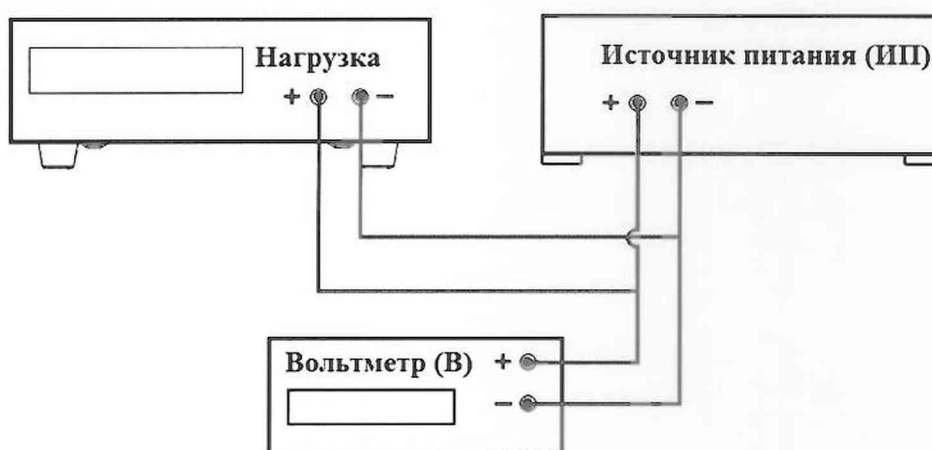 Нагрузка
+ −
Источник питания (ИП)
+ −
Вольтметр (В) +
−